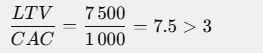 LTV/CAC = 7 500/1 000 = 7.5 > 3